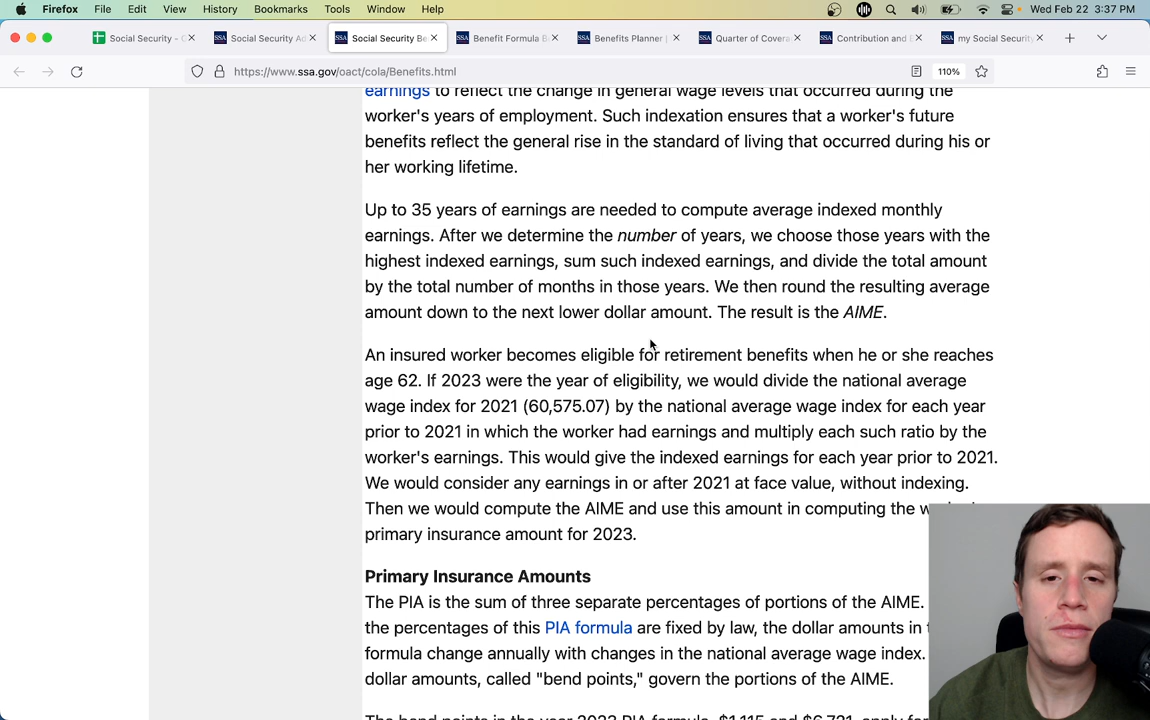 Firefox File Edit View History Bookmarks Tools Window Help Wed Feb 22 3:37 PM
Social Security - C Social Security Ad Social Security Be Benefit Formula B Benefits Planner | Quarter of Covera Contribution and B my Social Security
https://www.ssa.gov/oact/cola/Benefits.html 110%
earnings to reflect the change in general wage levels that occurred during the
worker's years of employment. Such indexation ensures that a worker's future
benefits reflect the general rise in the standard of living that occurred during his or
her working lifetime.
Up to 35 years of earnings are needed to compute average indexed monthly
earnings. After we determine the number of years, we choose those years with the
highest indexed earnings, sum such indexed earnings, and divide the total amount
by the total number of months in those years. We then round the resulting average
amount down to the next lower dollar amount. The result is the AIME.
An insured worker becomes eligible for retirement benefits when he or she reaches
age 62. If 2023 were the year of eligibility, we would divide the national average
wage index for 2021 (60,575.07) by the national average wage index for each year
prior to 2021 in which the worker had earnings and multiply each such ratio by the
worker's earnings. This would give the indexed earnings for each year prior to 2021.
We would consider any earnings in or after 2021 at face value, without indexing.
Then we would compute the AIME and use this amount in computing the
primary insurance amount for 2023.
Primary Insurance Amounts
The PIA is the sum of three separate percentages of portions of the AIME.
the percentages of this PIA formula are fixed by law, the dollar amounts in
formula change annually with changes in the national average wage index.
dollar amounts, called "bend points," govern the portions of the AIME.
The bend points in the year 2023 PIA formula, $1,115 and $6,721, apply for